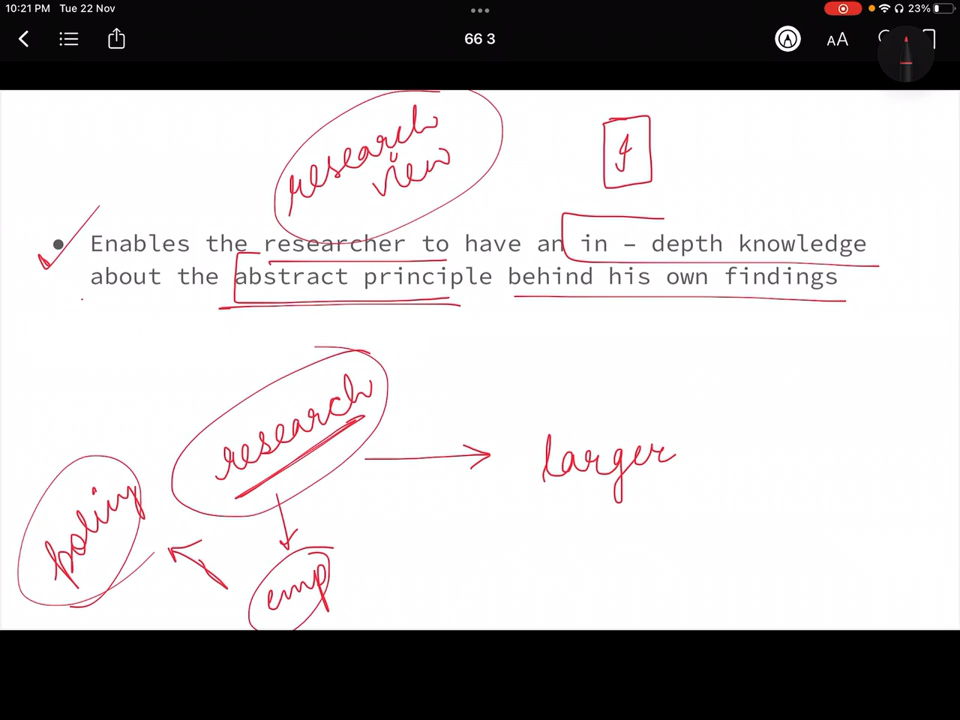 10:21 PM Tue 22 Nov
23%
66 3
AA
research
view
Enables the researcher to have an in – depth knowledge
about the abstract principle behind his own findings
research
larger
policy
emp